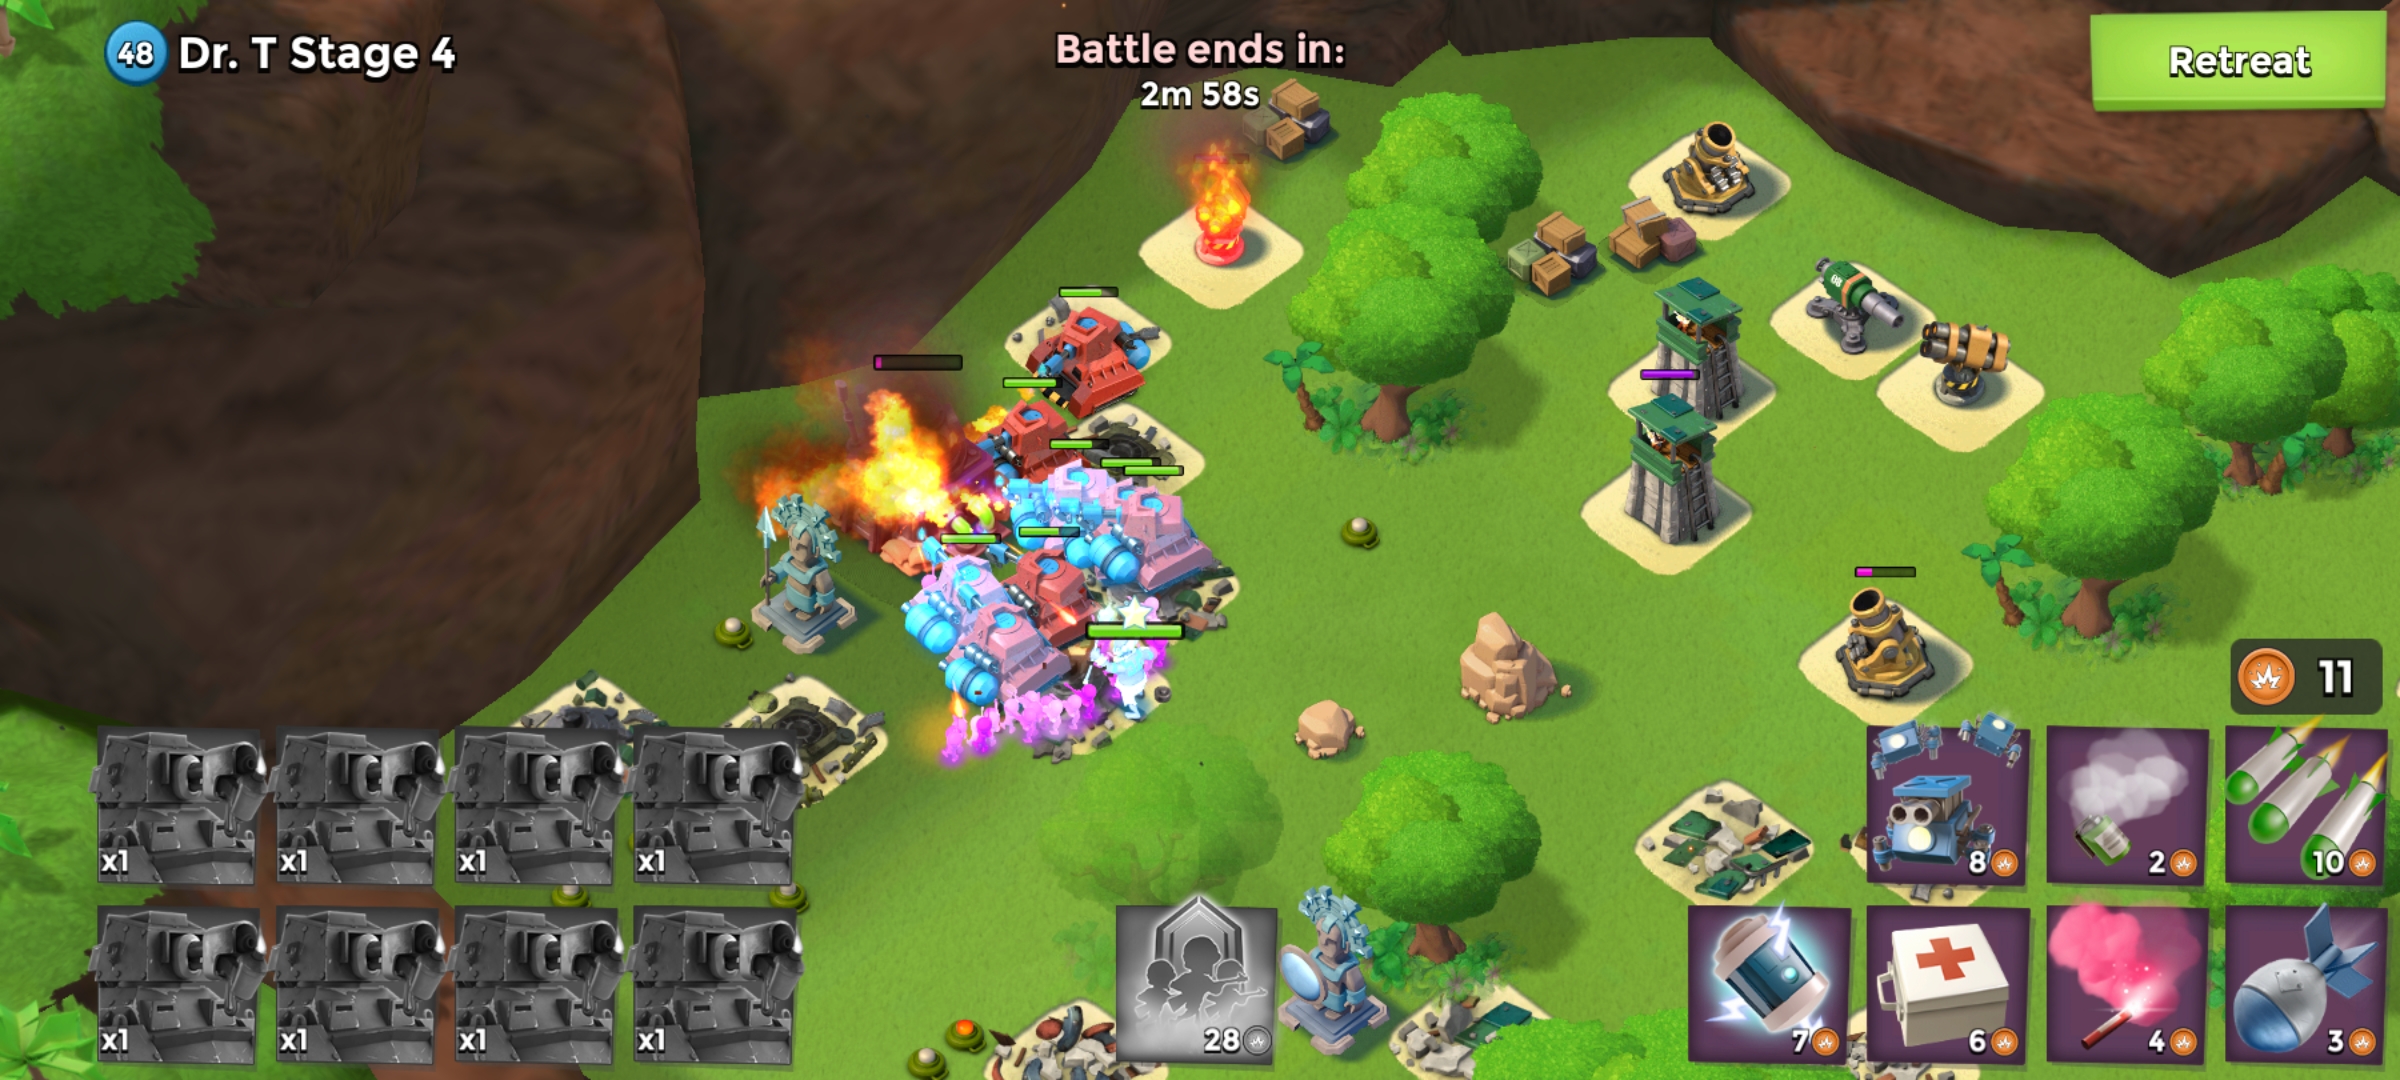 48 Dr. T Stage 4
Battle ends in:
2m 58s
Retreat
11
x1 x1 x1 x1
8 2 10
x1 x1 x1 x1
28
7 6 4 3